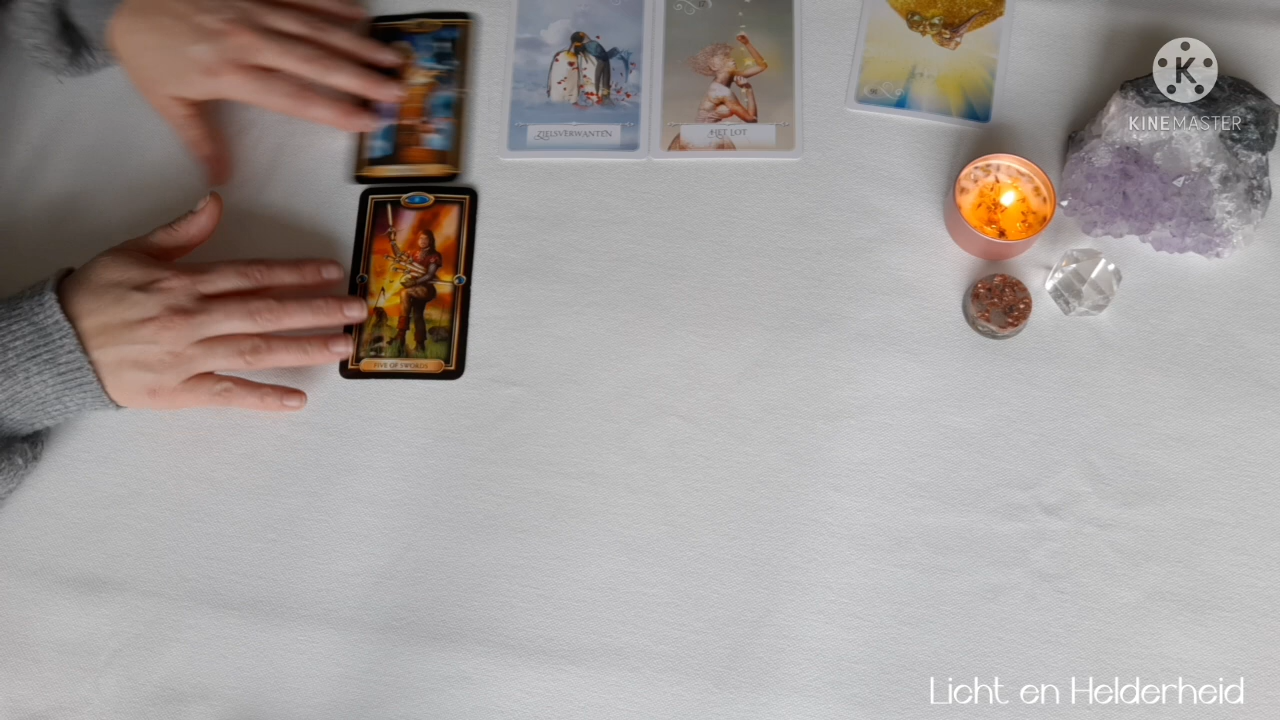 ZIELSVERWANTEN
HET LOT
K
KINEMASTER
FIVE OF SWORDS
Licht en Helderheid